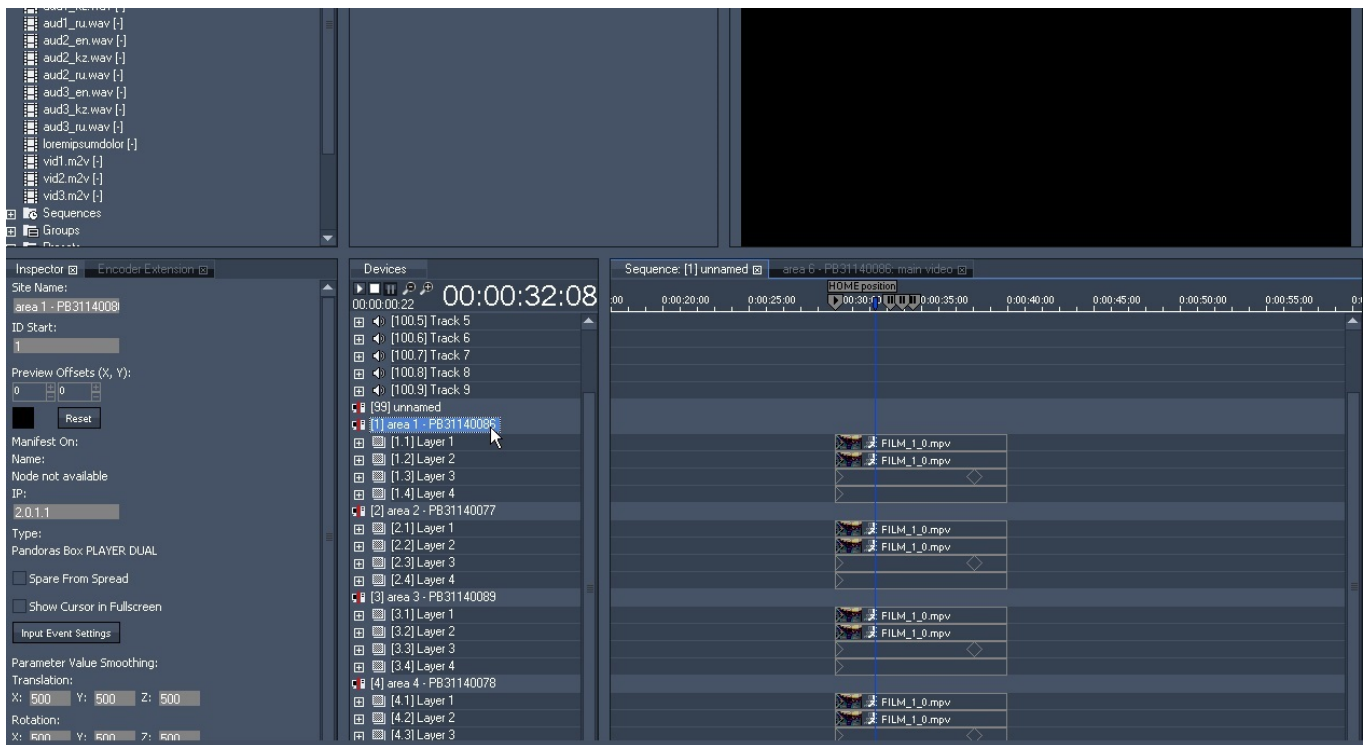 aud1_ru.wav [-]
aud2_en.wav [-]
aud2_kz.wav [-]
aud2_ru.wav [-]
aud3_en.wav [-]
aud3_kz.wav [-]
aud3_ru.wav [-]
loremipsumdolor [-]
vid1.m2v [-]
vid2.m2v [-]
vid3.m2v [-]
Sequences
Groups
Inspector
Encoder Extension
Site Name:
area 1 - PB3114008
ID Start:
1
Preview Offsets (X, Y):
0 0
Reset
Manifest On:
Name:
Node not available
IP:
2.0.1.1
Type:
Pandoras Box PLAYER DUAL
Spare From Spread
Show Cursor in Fullscreen
Input Event Settings
Parameter Value Smoothing:
Translation:
X: 500 Y: 500 Z: 500
Rotation:
X: 500 Y: 500 Z: 500
Devices
00:00:00:22
00:00:32:08
[100.5] Track 5
[100.6] Track 6
[100.7] Track 7
[100.8] Track 8
[100.9] Track 9
[99] unnamed
[1] area 1 - PB31140086
[1.1] Layer 1
[1.2] Layer 2
[1.3] Layer 3
[1.4] Layer 4
[2] area 2 - PB31140077
[2.1] Layer 1
[2.2] Layer 2
[2.3] Layer 3
[2.4] Layer 4
[3] area 3 - PB31140089
[3.1] Layer 1
[3.2] Layer 2
[3.3] Layer 3
[3.4] Layer 4
[4] area 4 - PB31140078
[4.1] Layer 1
[4.2] Layer 2
[4.3] Layer 3
Sequence: [1] unnamed
area 6 - PB31140086: main video
HOME position
:00 0:00:20:00 0:00:25:00 0:00:35:00 0:00:40:00 0:00:45:00 0:00:50:00 0:00:55:00
FILM_1_0.mpv
FILM_1_0.mpv
FILM_1_0.mpv
FILM_1_0.mpv
FILM_1_0.mpv
FILM_1_0.mpv
FILM_1_0.mpv
FILM_1_0.mpv